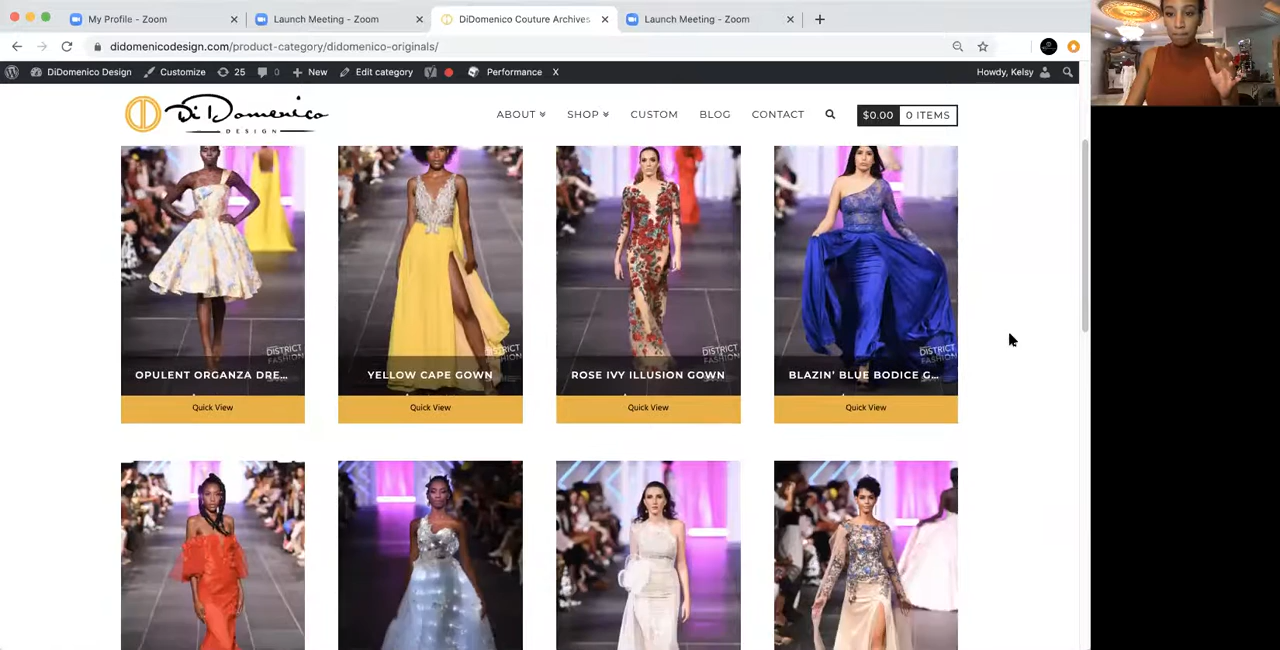 My Profile - Zoom
Launch Meeting - Zoom
DiDomenico Couture Archives
Launch Meeting - Zoom
didomenicodesign.com/product-category/didomenico-originals/
DiDomenico Design
Customize
25
0
New
Edit category
Performance
X
Howdy, Kelsy
DiDomenico
DESIGN
ABOUT
SHOP
CUSTOM
BLOG
CONTACT
$0.00
0 ITEMS
DISTRICT
FASHION
DISTRICT
FASHION
DISTRICT
FASHION
DISTRICT
FASHION
OPULENT ORGANZA DRE...
YELLOW CAPE GOWN
ROSE IVY ILLUSION GOWN
BLAZIN' BLUE BODICE G...
Quick View
Quick View
Quick View
Quick View